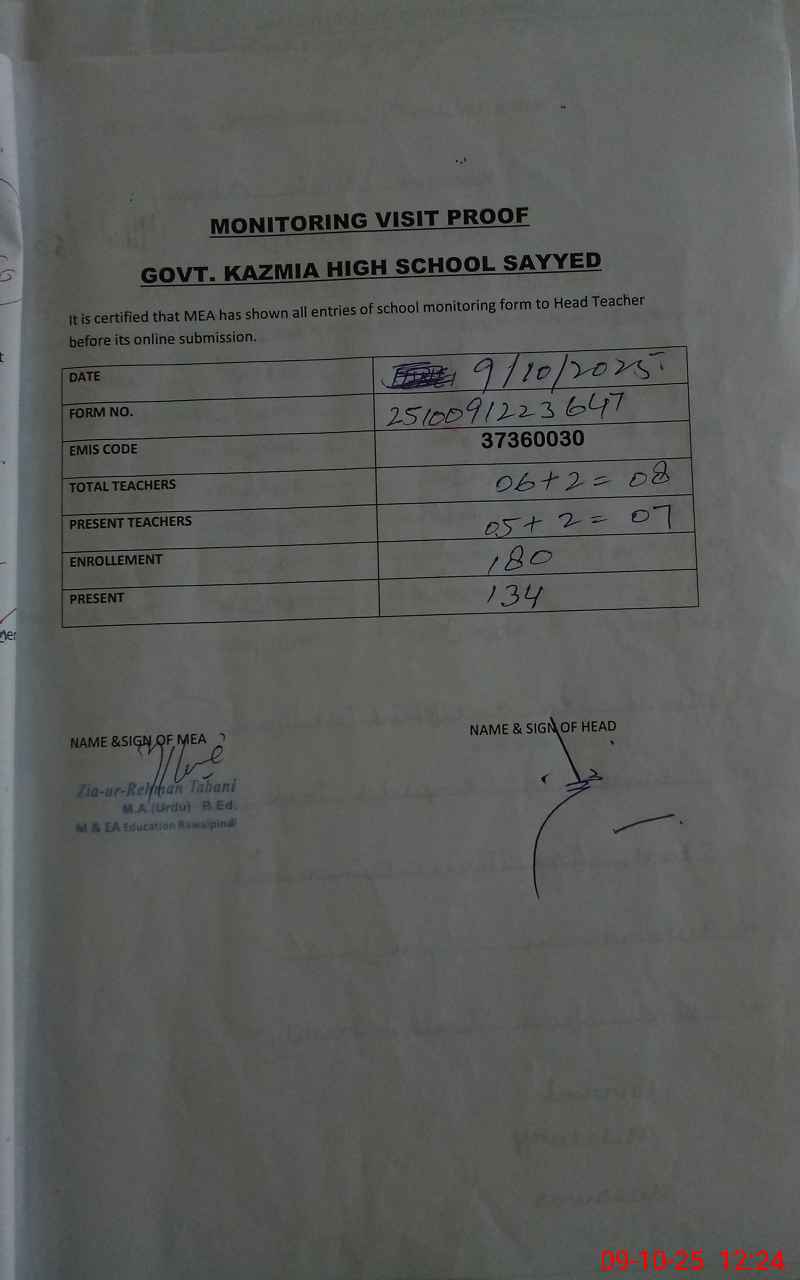 MONITORING VISIT PROOF
GOVT. KAZMIA HIGH SCHOOL SAYYED
It is certified that MEA has shown all entries of school monitoring form to Head Teacher
before its online submission.
DATE 9/10/2025
FORM NO. 2510091223647
EMIS CODE 37360030
TOTAL TEACHERS 06+2= 08
PRESENT TEACHERS 05+ 2= 07
ENROLLEMENT 180
PRESENT 134
NAME &SIGN OF MEA NAME & SIGN OF HEAD
Zia-ur-Rehman Tabani
M.A (Urdu) B.Ed.
M & EA Education Rawalpindi
09-10-25 12:24